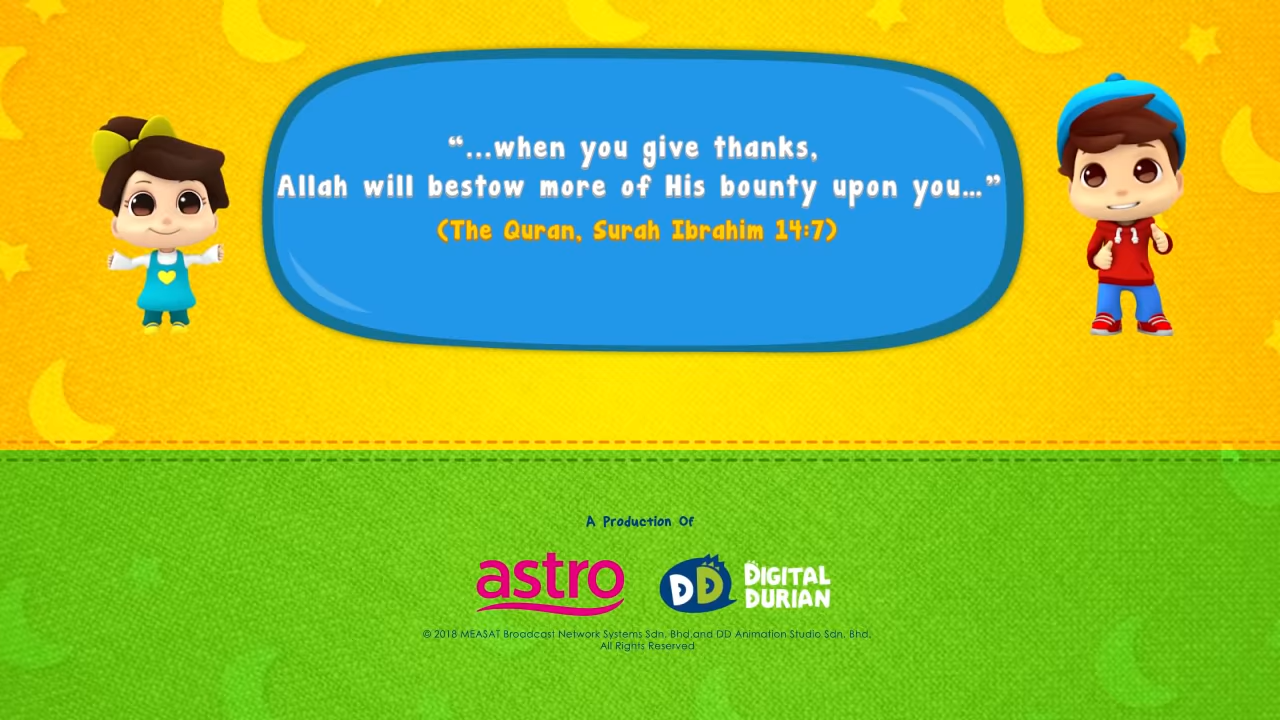 “...when you give thanks,
Allah will bestow more of His bounty upon you...”
(The Quran, Surah Ibrahim 14:7)
A Production Of
astro
DD DIGITAL
DURIAN
© 2018 MEASAT Broadcast Network Systems Sdn. Bhd.and DD Animation Studio Sdn. Bhd.
All Rights Reserved